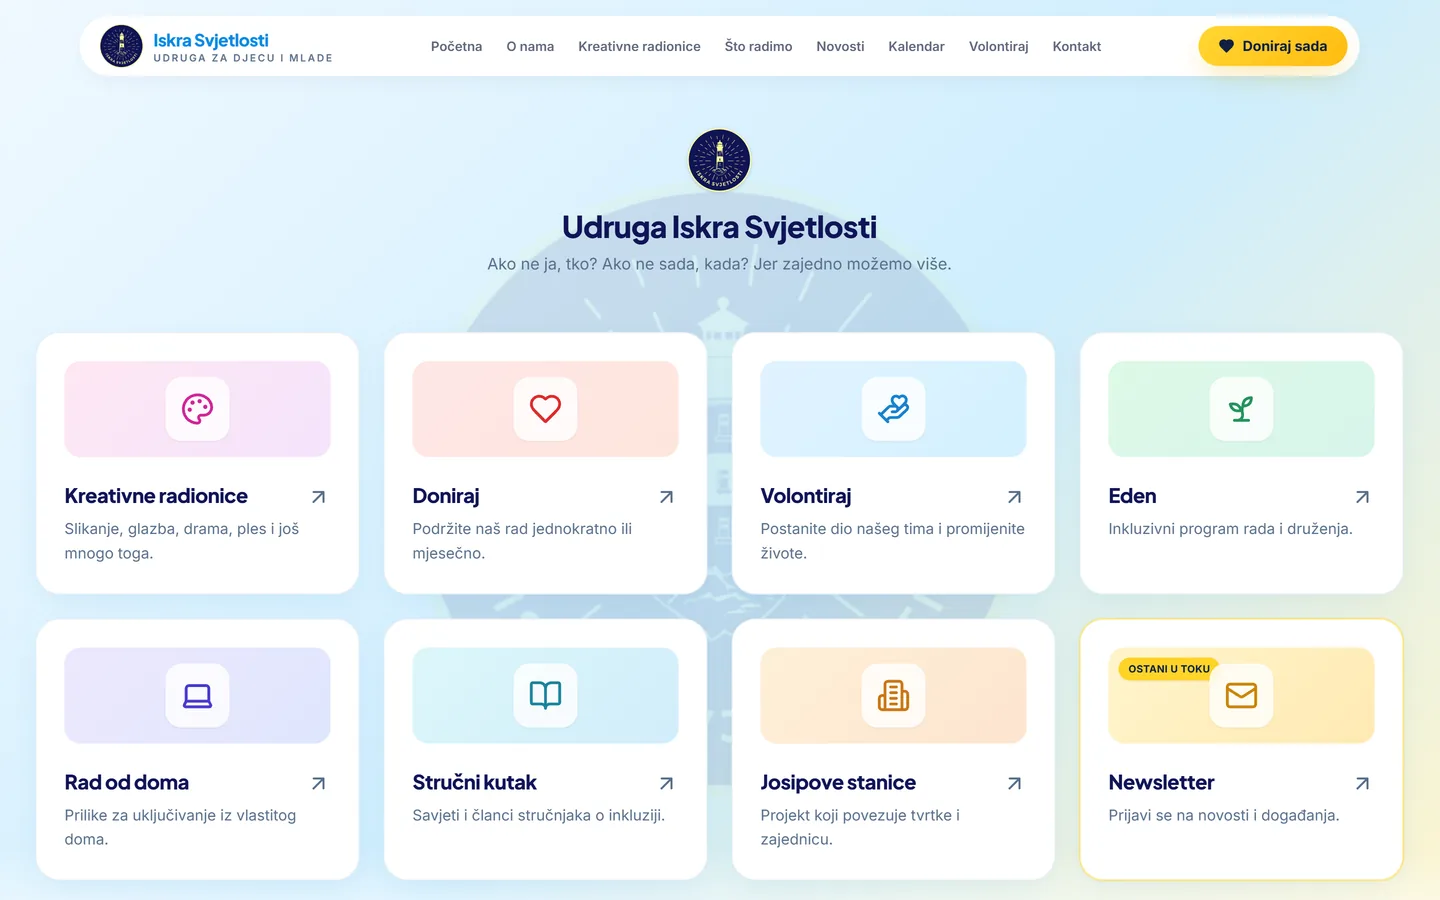 Iskra Svjetlosti
UDRUGA ZA DJECU I MLADE
Početna
O nama
Kreativne radionice
Što radimo
Novosti
Kalendar
Volontiraj
Kontakt
Doniraj sada
ISKRA SVJETLOSTI
Udruga Iskra Svjetlosti
Ako ne ja, tko? Ako ne sada, kada? Jer zajedno možemo više.
Kreativne radionice
Slikanje, glazba, drama, ples i još
mnogo toga.
Doniraj
Podržite naš rad jednokratno ili
mjesečno.
Volontiraj
Postanite dio našeg tima i promijenite
živote.
Eden
Inkluzivni program rada i druženja.
Rad od doma
Prilike za uključivanje iz vlastitog
doma.
Stručni kutak
Savjeti i članci stručnjaka o inkluziji.
Josipove stanice
Projekt koji povezuje tvrtke i
zajednicu.
OSTANI U TOKU
Newsletter
Prijavi se na novosti i događanja.